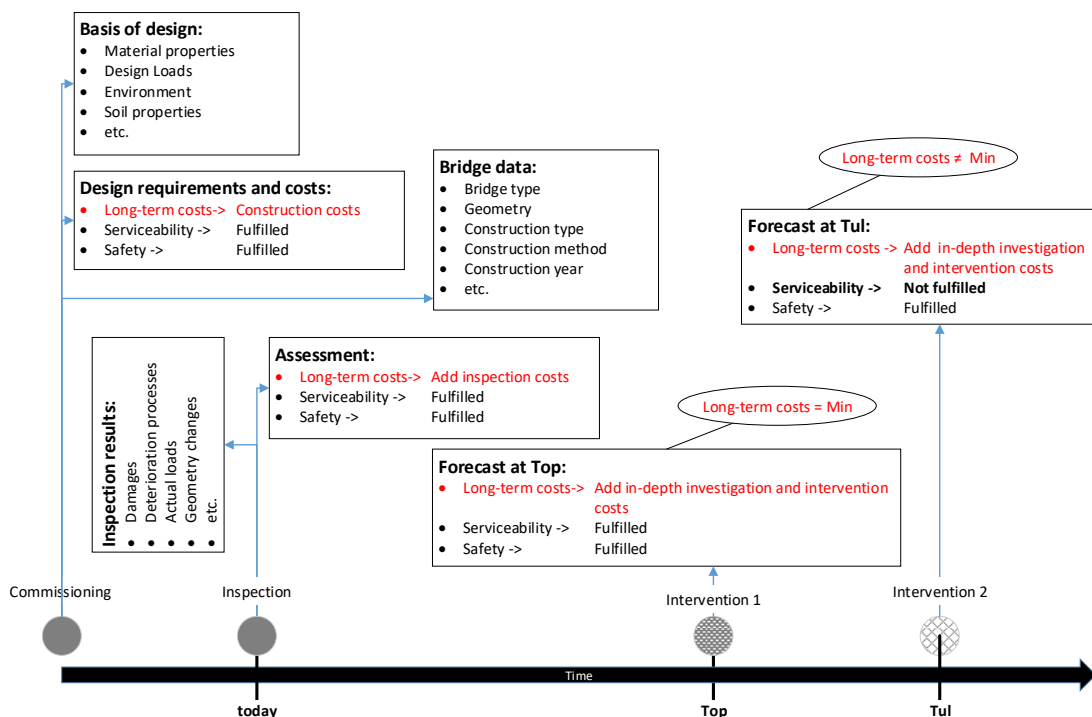 Basis of design:
• Material properties
• Design Loads
• Environment
• Soil properties
• etc.
Design requirements and costs:
• Long-term costs-> Construction costs
• Serviceability -> Fulfilled
• Safety -> Fulfilled
Bridge data:
• Bridge type
• Geometry
• Construction type
• Construction method
• Construction year
• etc.
Long-term costs ≠ Min
Forecast at Tul:
• Long-term costs -> Add in-depth investigation
and intervention costs
• Serviceability -> Not fulfilled
• Safety -> Fulfilled
Inspection results:
• Damages
• Deterioration processes
• Actual loads
• Geometry changes
• etc.
Assessment:
• Long-term costs-> Add inspection costs
• Serviceability -> Fulfilled
• Safety -> Fulfilled
Long-term costs = Min
Forecast at Top:
• Long-term costs-> Add in-depth investigation and intervention
costs
• Serviceability -> Fulfilled
• Safety -> Fulfilled
Commissioning
Inspection
Intervention 1
Intervention 2
Time
today
Top
Tul